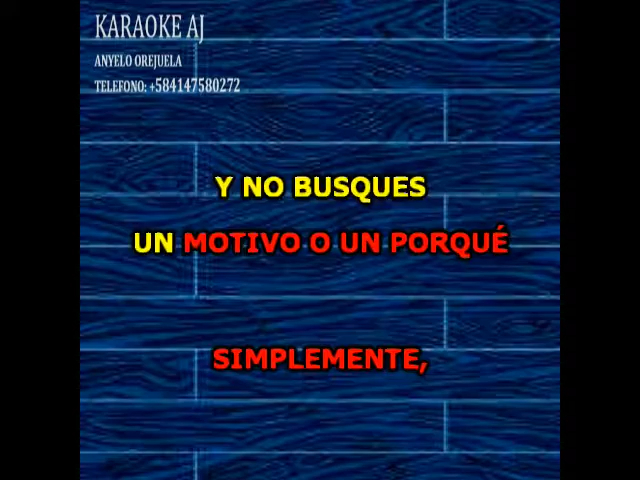 KARAOKE AJ
ANYELO OREJUELA
TELEFONO: +584147580272
Y NO BUSQUES
UN MOTIVO O UN PORQUÉ
SIMPLEMENTE,